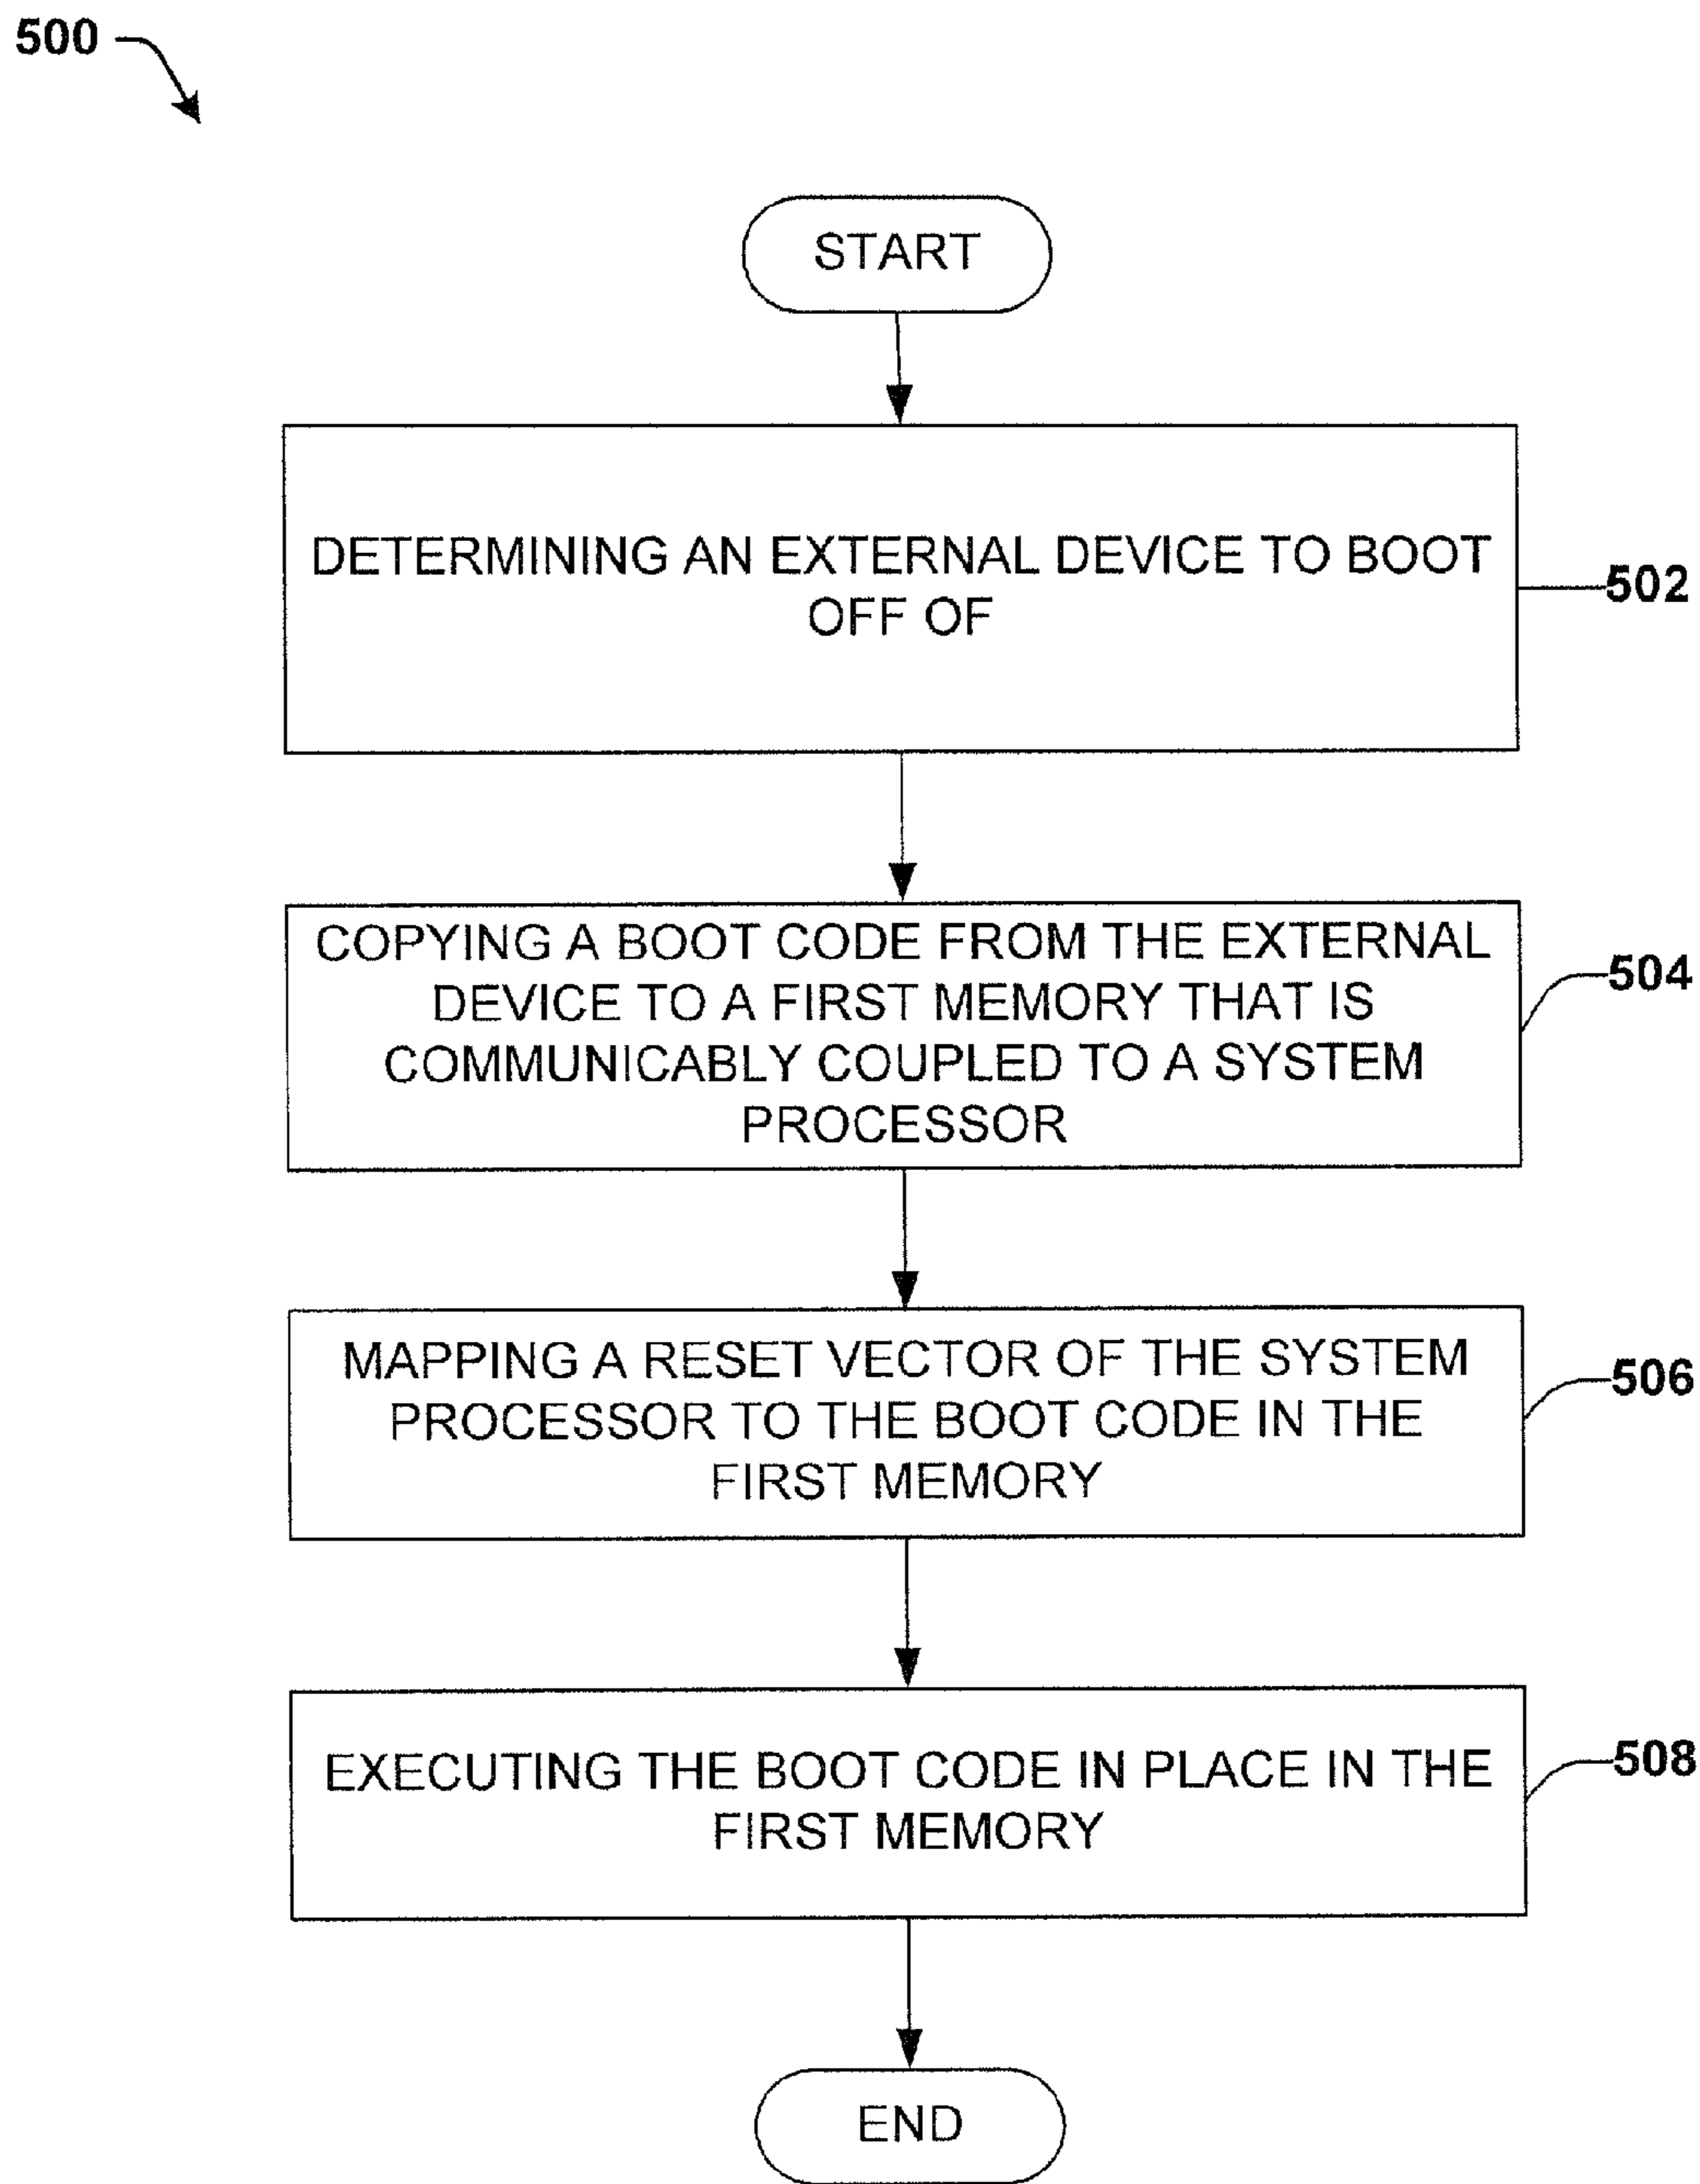 500
START
DETERMINING AN EXTERNAL DEVICE TO BOOT
OFF OF
502
COPYING A BOOT CODE FROM THE EXTERNAL
DEVICE TO A FIRST MEMORY THAT IS
COMMUNICABLY COUPLED TO A SYSTEM
PROCESSOR
504
MAPPING A RESET VECTOR OF THE SYSTEM
PROCESSOR TO THE BOOT CODE IN THE
FIRST MEMORY
506
EXECUTING THE BOOT CODE IN PLACE IN THE
FIRST MEMORY
508
END